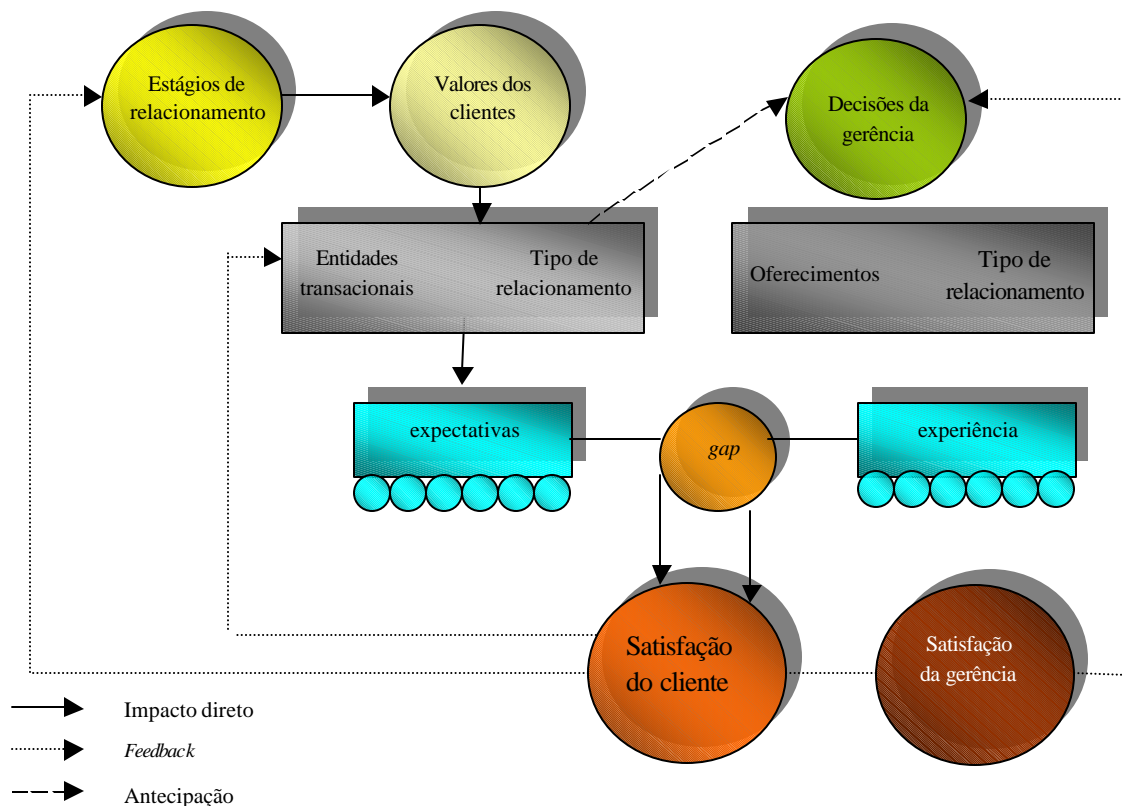 Estágios de
relacionamento
Valores dos
clientes
Decisões da
gerência
Entidades
transacionais
Tipo de
relacionamento
Oferecimentos
Tipo de
relacionamento
expectativas
gap
experiência
Satisfação
do cliente
Satisfação
da gerência
Impacto direto
Feedback
Antecipação